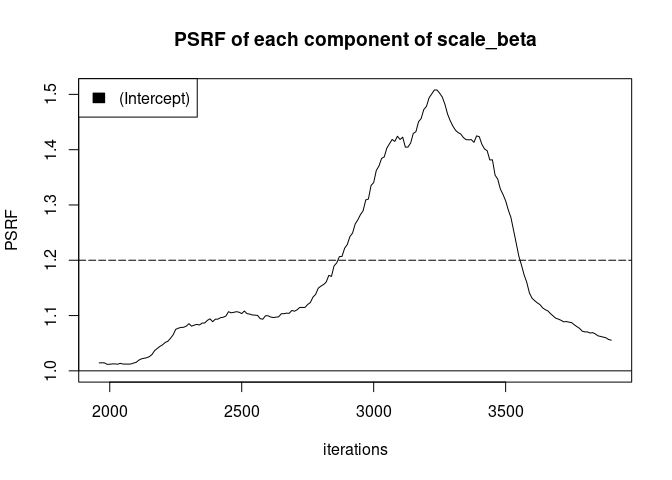 PSRF of each component of scale_beta
(Intercept)
PSRF
1.5
1.4
1.3
1.2
1.1
1.0
2000 2500 3000 3500
iterations